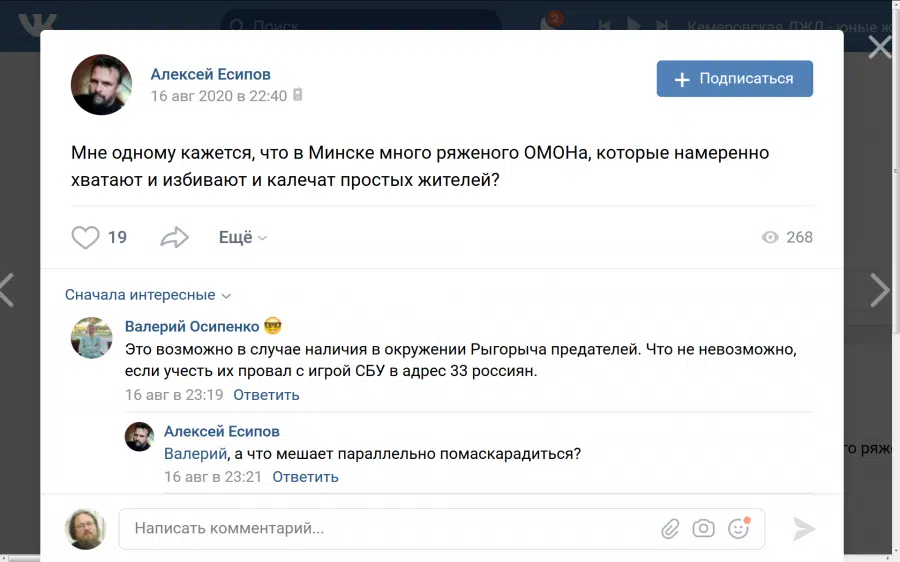 Поиск
2
Кемеровская ДЖД - юные ж
Алексей Есипов
16 авг 2020 в 22:40
Подписаться
Мне одному кажется, что в Минске много ряженого ОМОНа, которые намеренно
хватают и избивают и калечат простых жителей?
19
Ещё
268
Сначала интересные
Валерий Осипенко
Это возможно в случае наличия в окружении Рыгорыча предателей. Что не невозможно,
если учесть их провал с игрой СБУ в адрес 33 россиян.
16 авг в 23:19 Ответить
Алексей Есипов
Валерий, а что мешает параллельно помаскарадиться?
16 авг в 23:21 Ответить
го ряже
Написать комментарий...